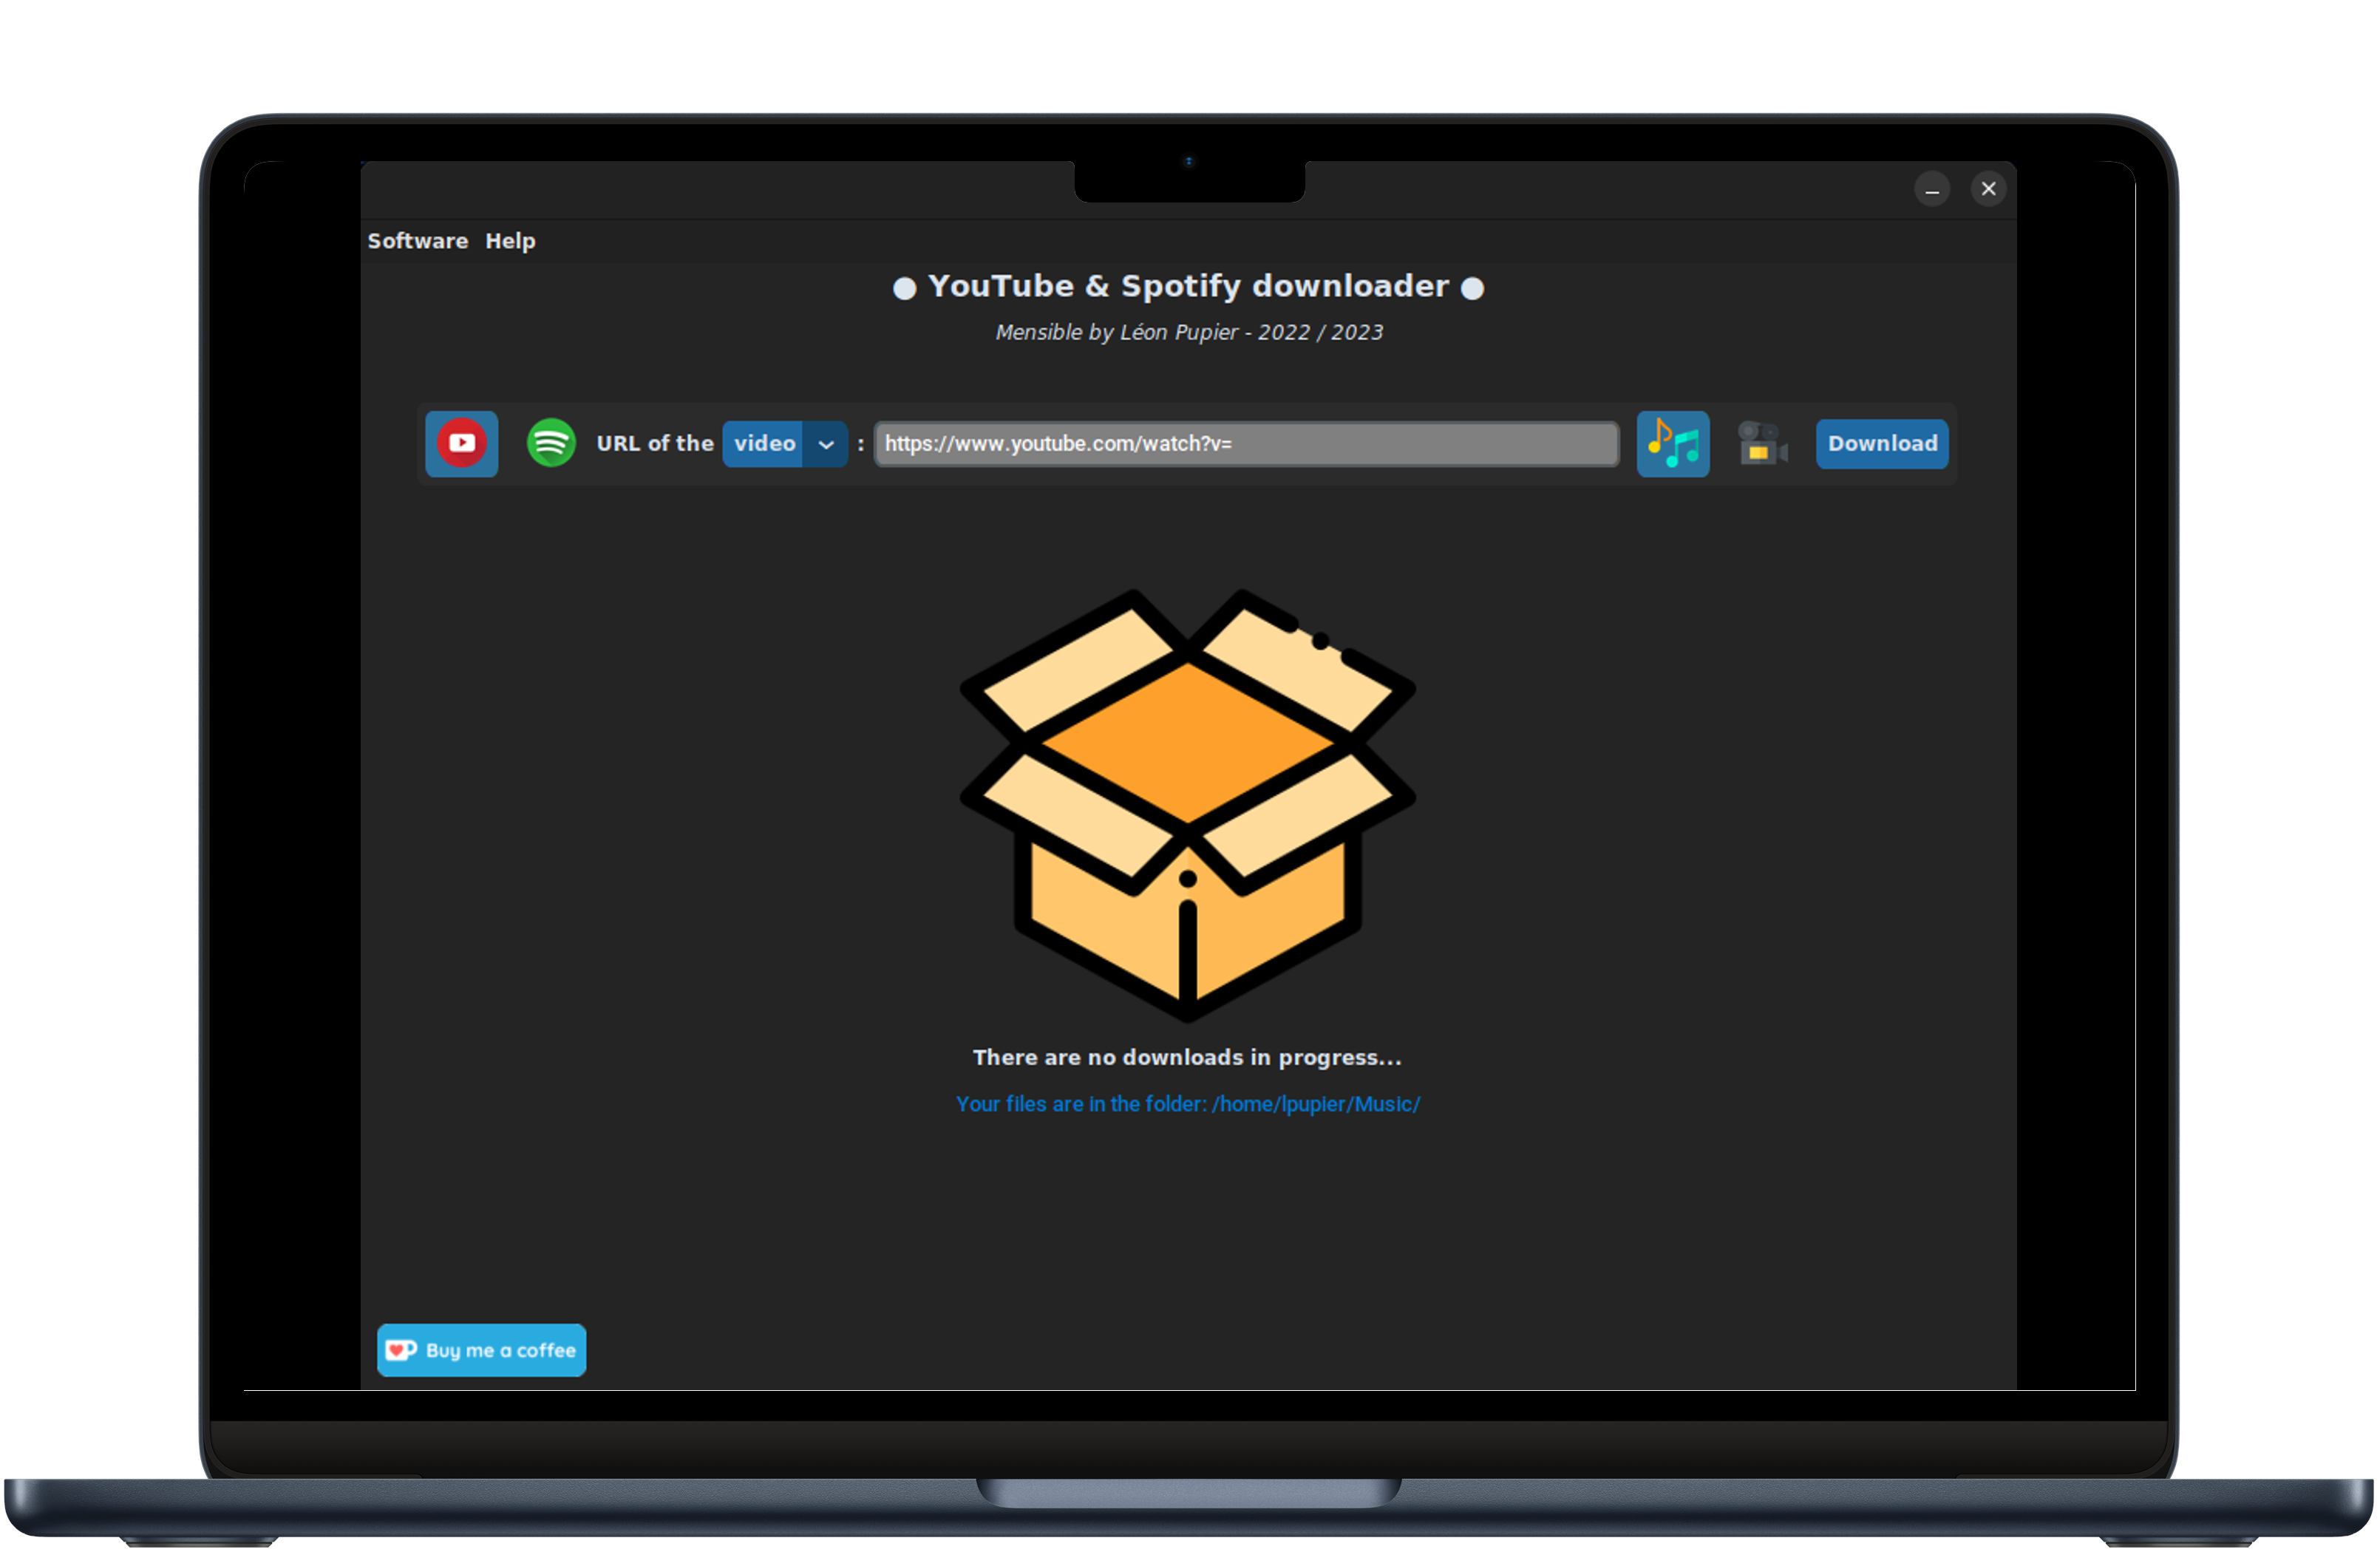 Software Help
● YouTube & Spotify downloader ●
Mensible by Léon Pupier - 2022 / 2023
URL of the video : https://www.youtube.com/watch?v= Download
There are no downloads in progress...
Your files are in the folder: /home/lpupier/Music/
Buy me a coffee